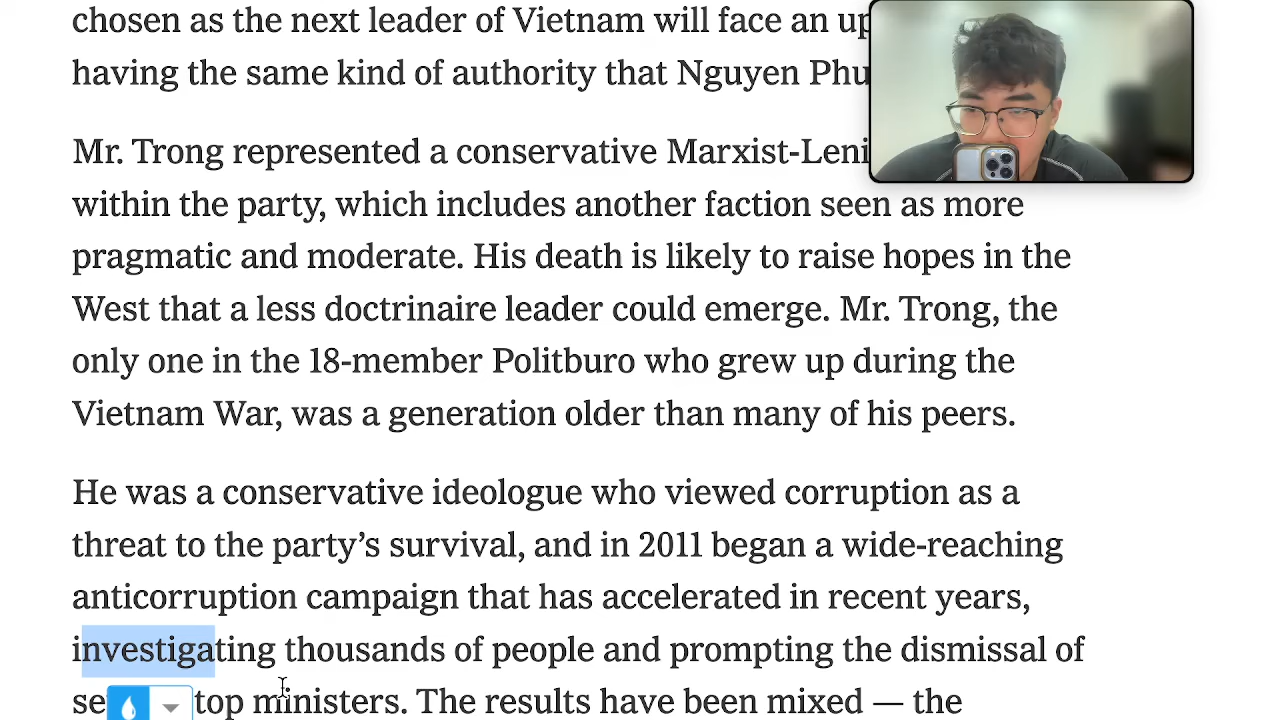 chosen as the next leader of Vietnam will face an up
having the same kind of authority that Nguyen Phu
Mr. Trong represented a conservative Marxist-Leni
within the party, which includes another faction seen as more
pragmatic and moderate. His death is likely to raise hopes in the
West that a less doctrinaire leader could emerge. Mr. Trong, the
only one in the 18-member Politburo who grew up during the
Vietnam War, was a generation older than many of his peers.
He was a conservative ideologue who viewed corruption as a
threat to the party’s survival, and in 2011 began a wide-reaching
anticorruption campaign that has accelerated in recent years,
investigating thousands of people and prompting the dismissal of
se top ministers. The results have been mixed — the